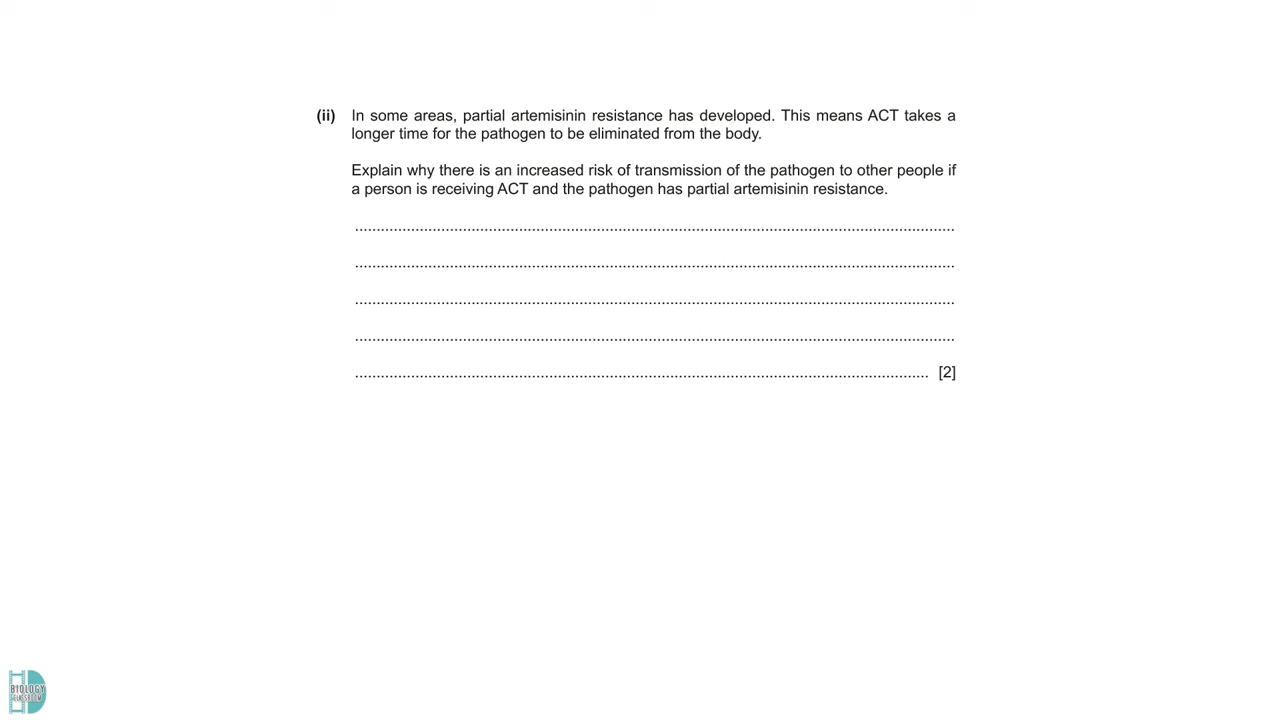 (ii) In some areas, partial artemisinin resistance has developed. This means ACT takes a
longer time for the pathogen to be eliminated from the body.
Explain why there is an increased risk of transmission of the pathogen to other people if
a person is receiving ACT and the pathogen has partial artemisinin resistance.
....................................................................................................................................
....................................................................................................................................
....................................................................................................................................
....................................................................................................................................
.............................................................................................................................. [2]
BIOLOGY
CLASSROOM